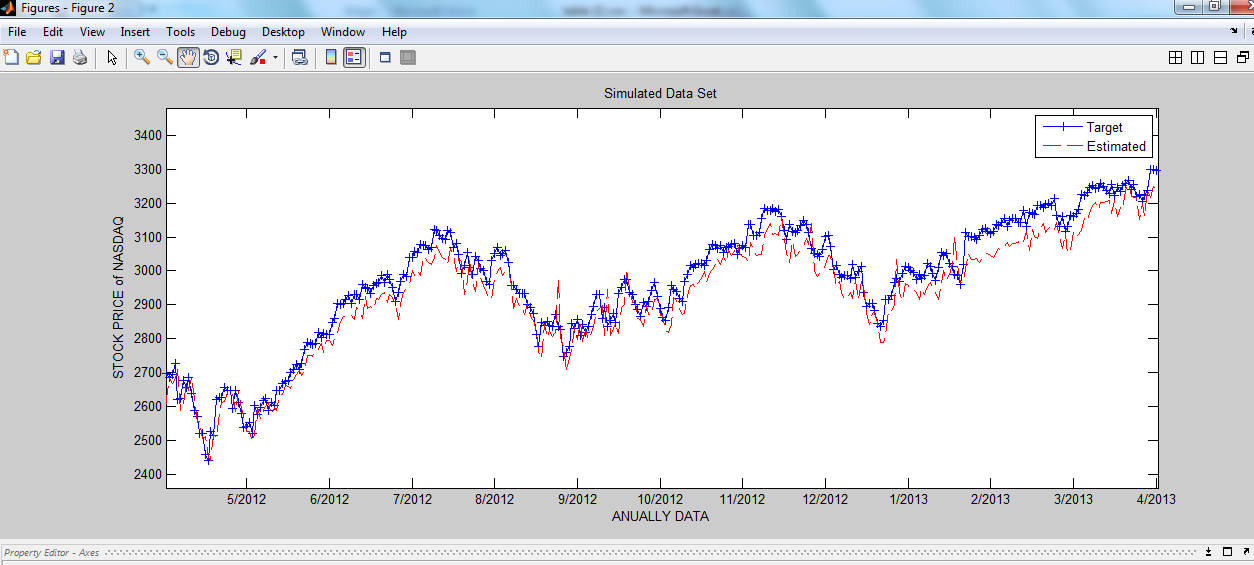 Figures - Figure 2
File Edit View Insert Tools Debug Desktop Window Help
Simulated Data Set
Target
Estimated
STOCK PRICE of NASDAQ
3400
3300
3200
3100
3000
2900
2800
2700
2600
2500
2400
5/2012 6/2012 7/2012 8/2012 9/2012 10/2012 11/2012 12/2012 1/2013 2/2013 3/2013 4/2013
ANUALLY DATA
Property Editor - Axes